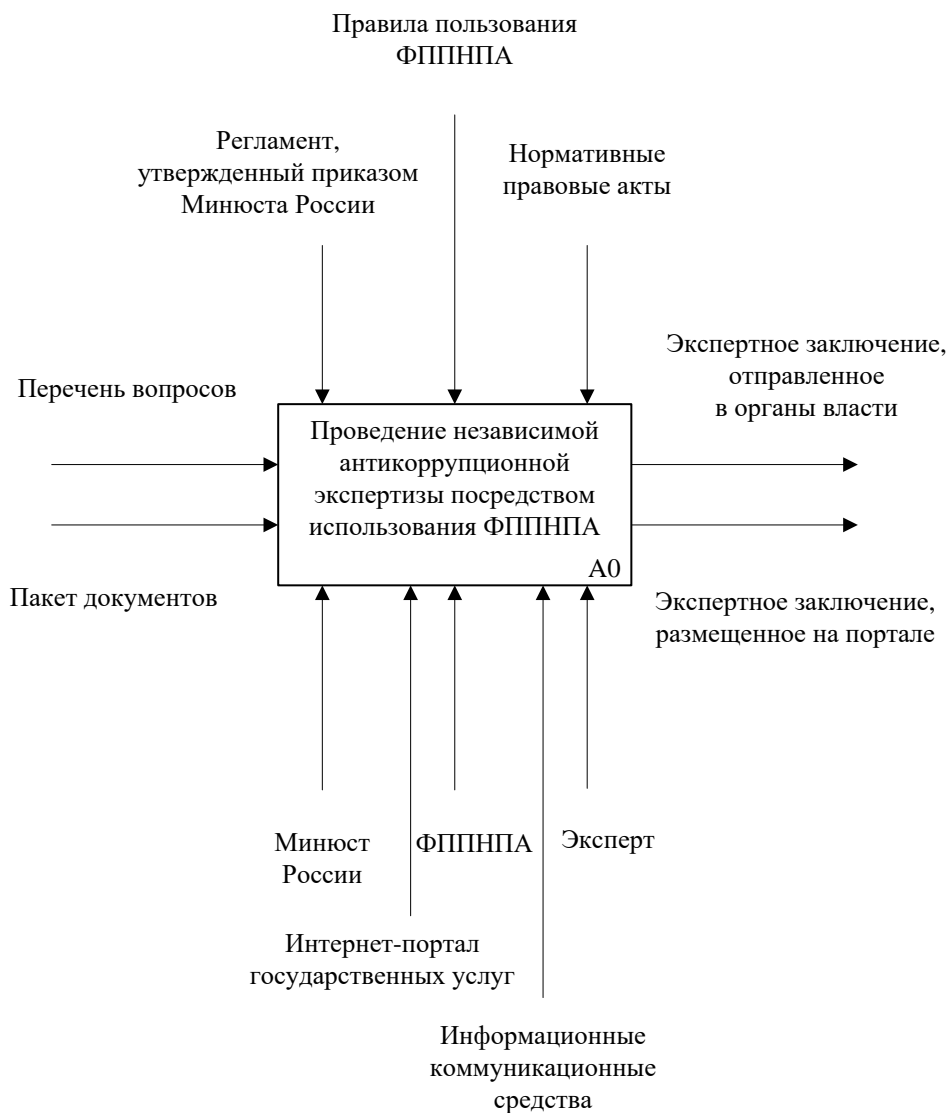 Правила пользования
ФППНПА
Регламент,
утвержденный приказом
Минюста России
Нормативные
правовые акты
Экспертное заключение,
отправленное
в органы власти
Перечень вопросов
Проведение независимой
антикоррупционной
экспертизы посредством
использования ФППНПА
А0
Пакет документов
Экспертное заключение,
размещенное на портале
Минюст
России
ФППНПА
Эксперт
Интернет-портал
государственных услуг
Информационные
коммуникационные
средства